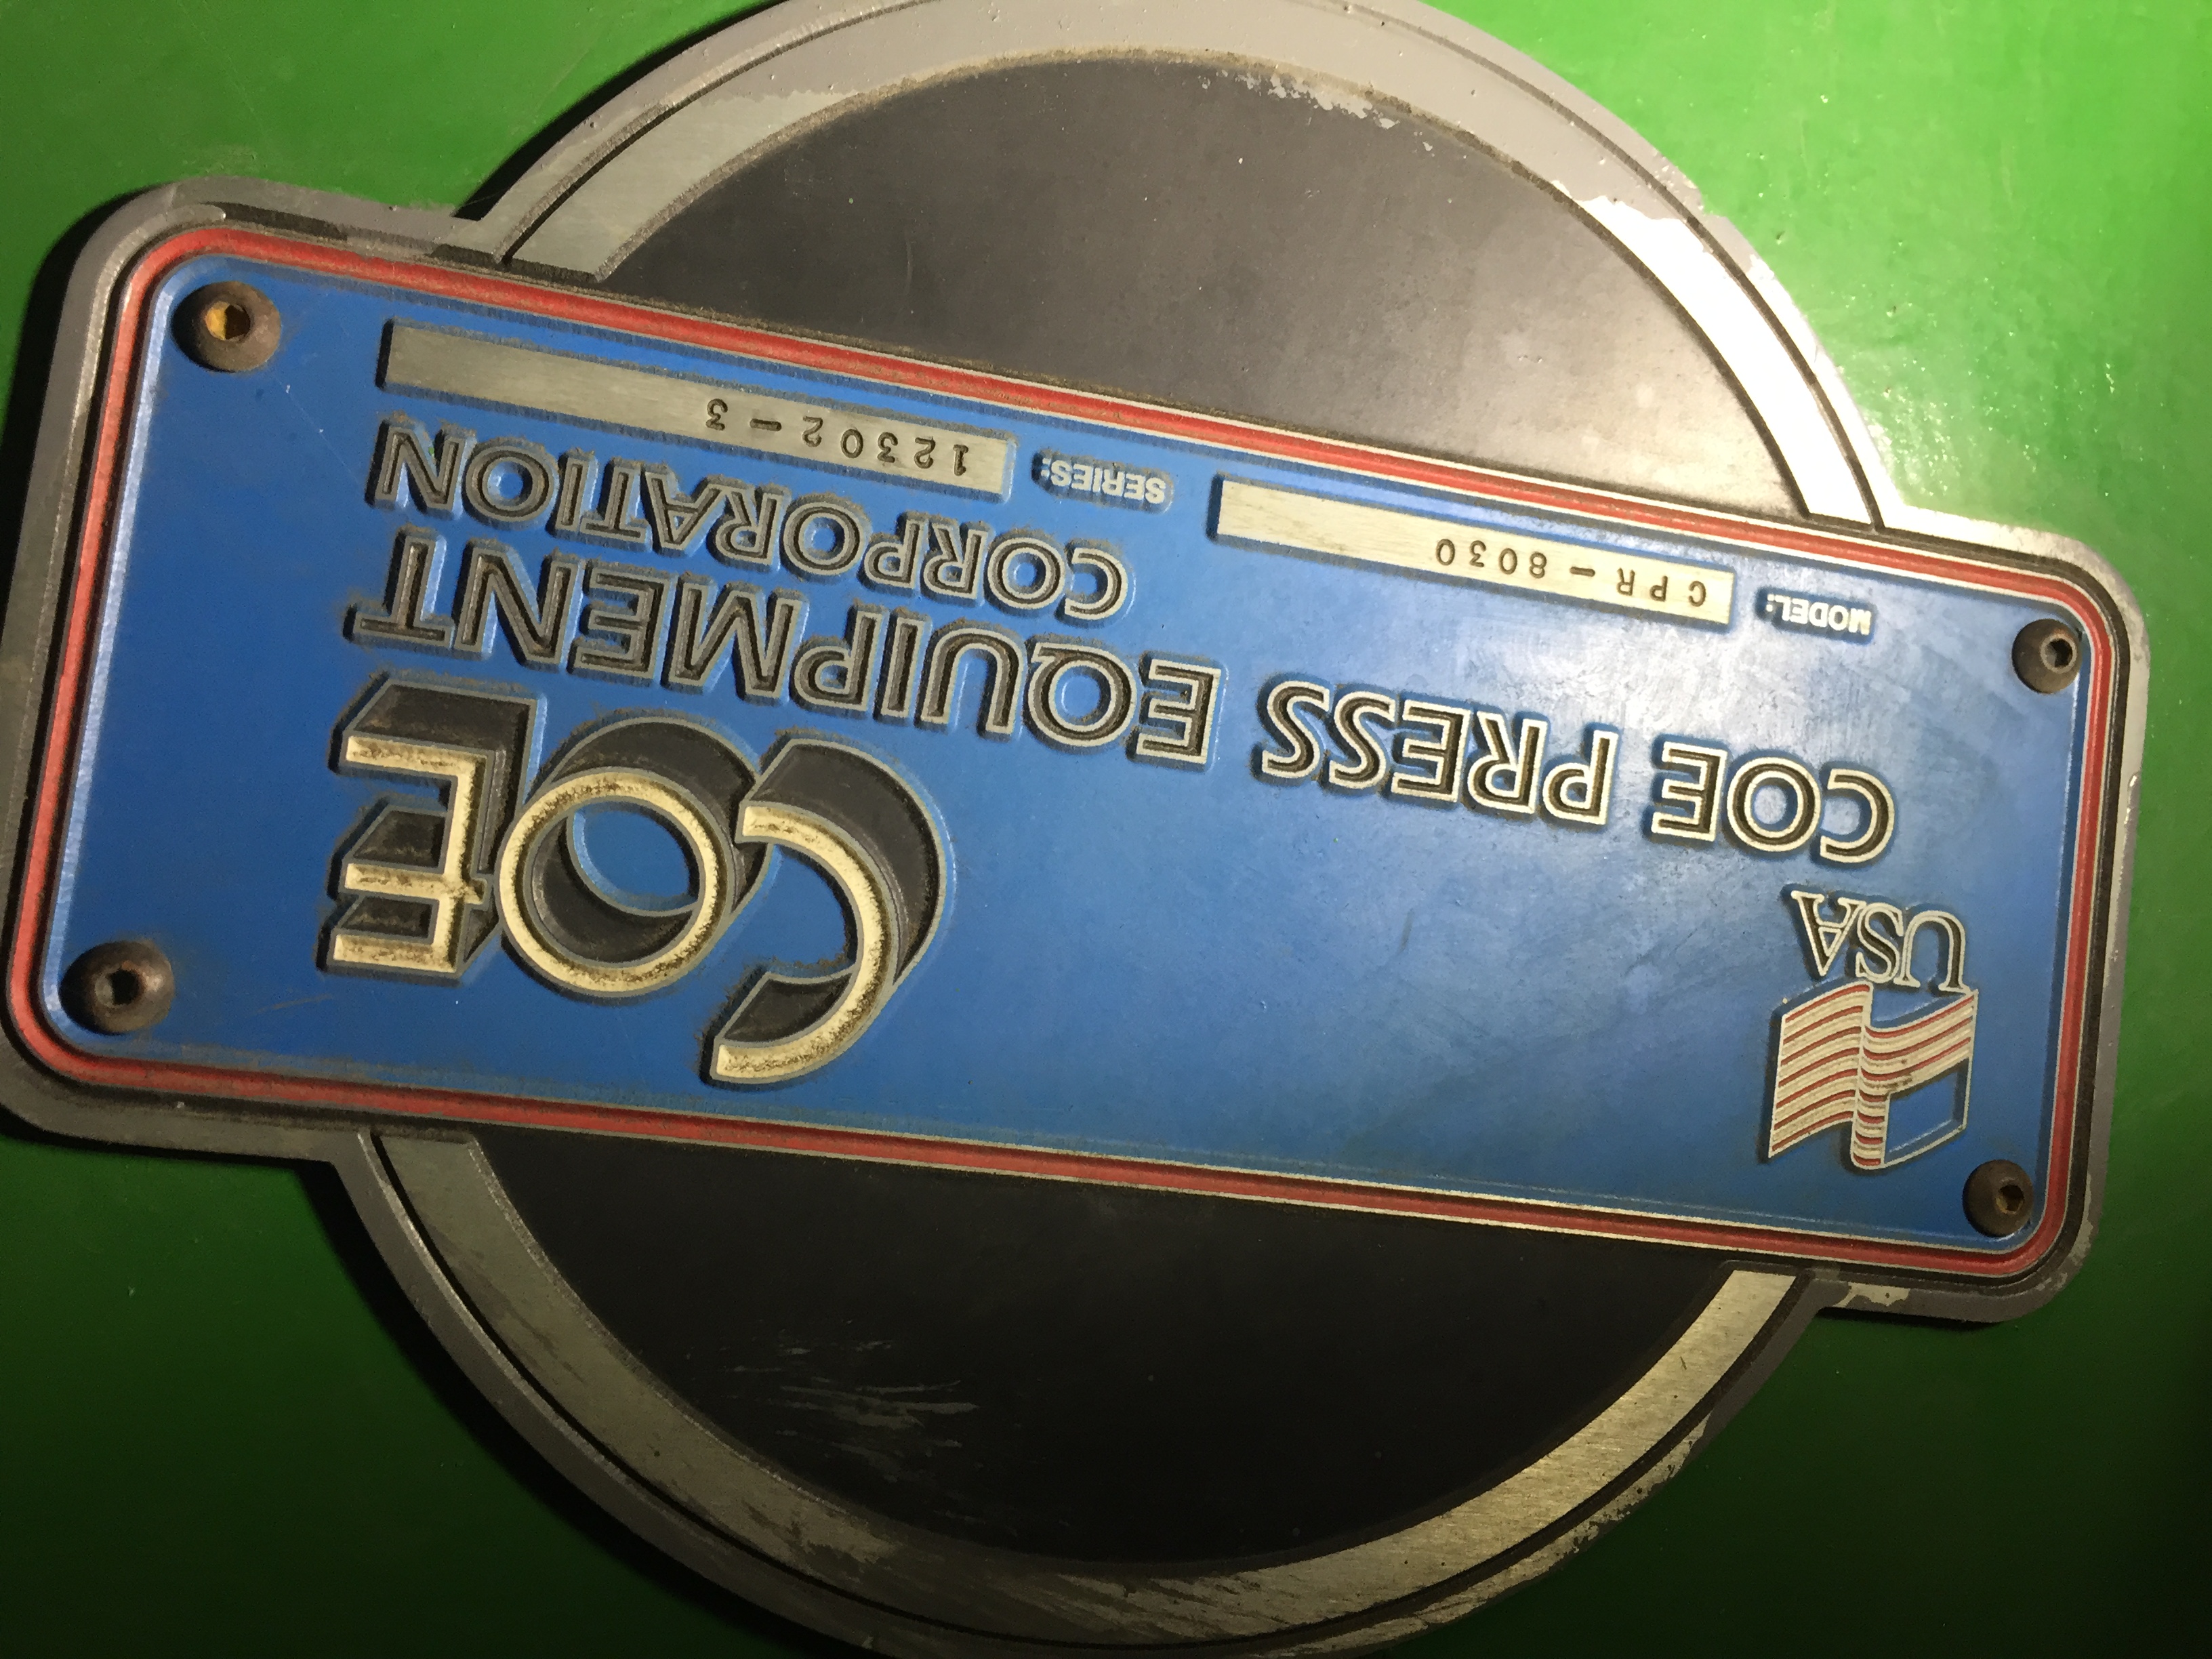 USA
COE
COE PRESS EQUIPMENT
CORPORATION
MODEL: CPR-8030
SERIES: 12302-3